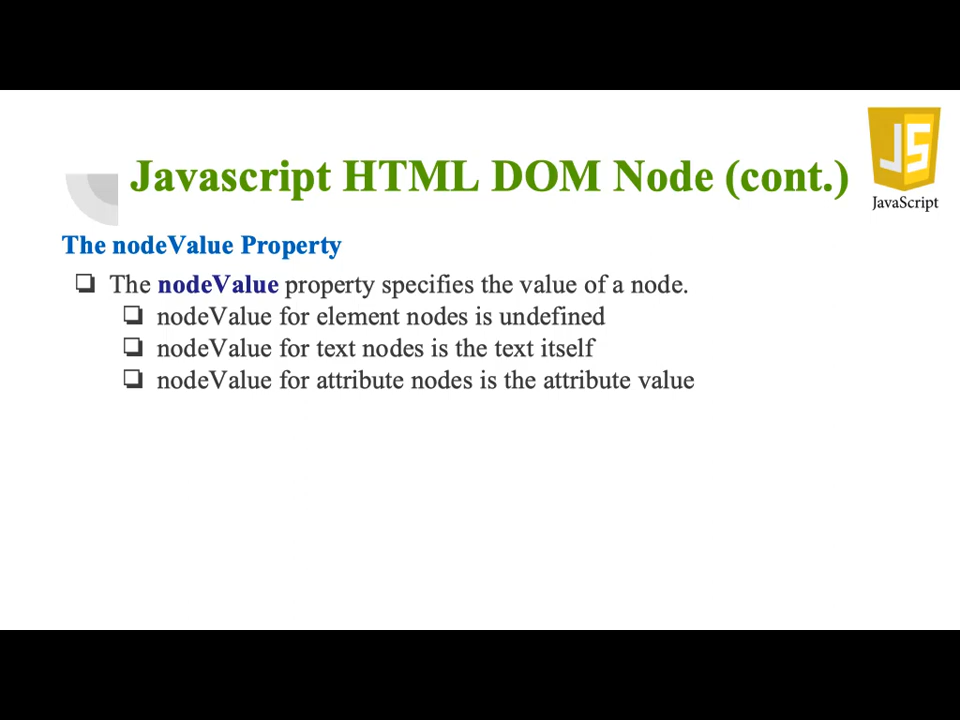 Javascript HTML DOM Node (cont.)
JS
JavaScript
The nodeValue Property
❏ The nodeValue property specifies the value of a node.
❏ nodeValue for element nodes is undefined
❏ nodeValue for text nodes is the text itself
❏ nodeValue for attribute nodes is the attribute value